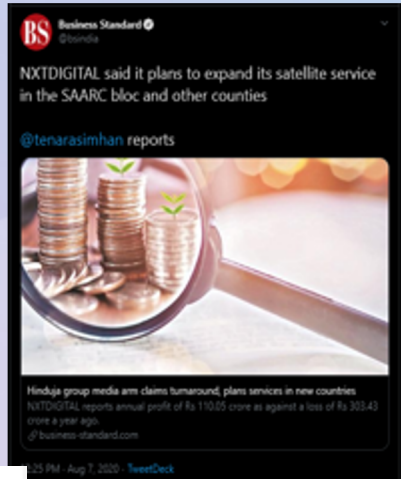 BS
Business Standard
@bsindia
NXTDIGITAL said it plans to expand its satellite service
in the SAARC bloc and other counties
@tenarasimhan reports
Hinduja group media arm claims turnaround, plans services in new countries
NXTDIGITAL reports annual profit of Rs 110.05 crore as against a loss of Rs 303.43
crore a year ago.
business-standard.com
:25 PM · Aug 7, 2020 · TweetDeck